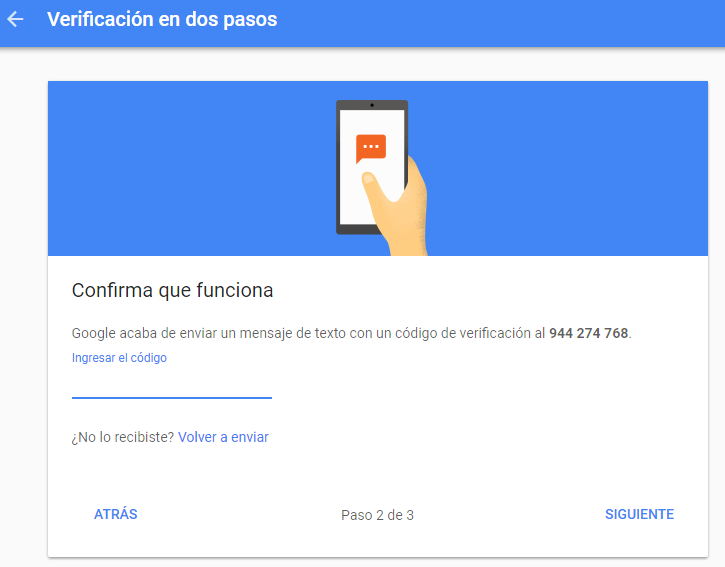 Verificación en dos pasos
Confirma que funciona
Google acaba de enviar un mensaje de texto con un código de verificación al 944 274 768.
Ingresar el código
¿No lo recibiste? Volver a enviar
ATRÁS
Paso 2 de 3
SIGUIENTE